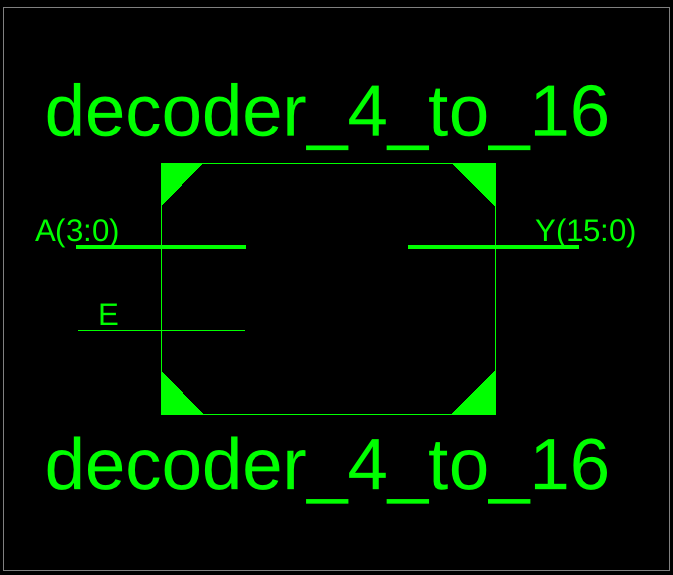 decoder_4_to_16
A(3:0)
Y(15:0)
E
decoder_4_to_16